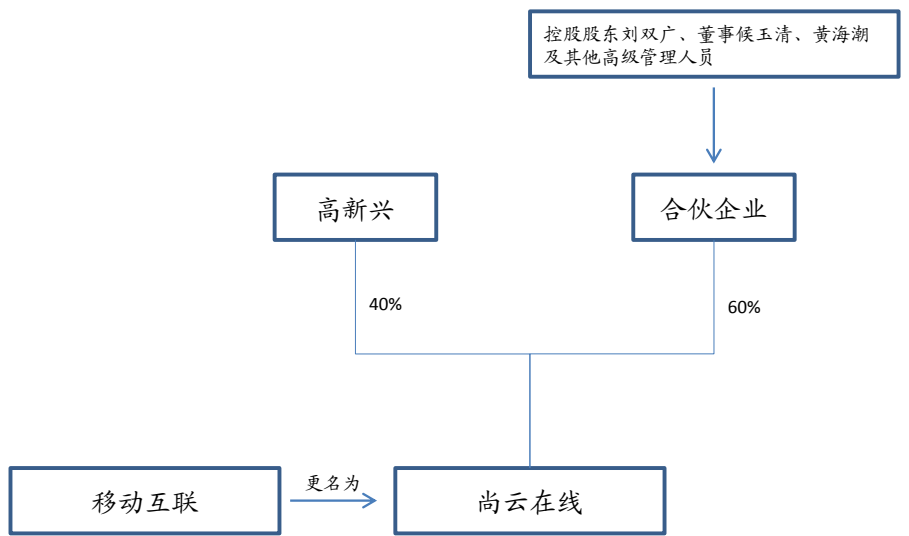 控股股东刘双广、董事候玉清、黄海潮
及其他高级管理人员
高新兴
合伙企业
40%
60%
移动互联
更名为
尚云在线